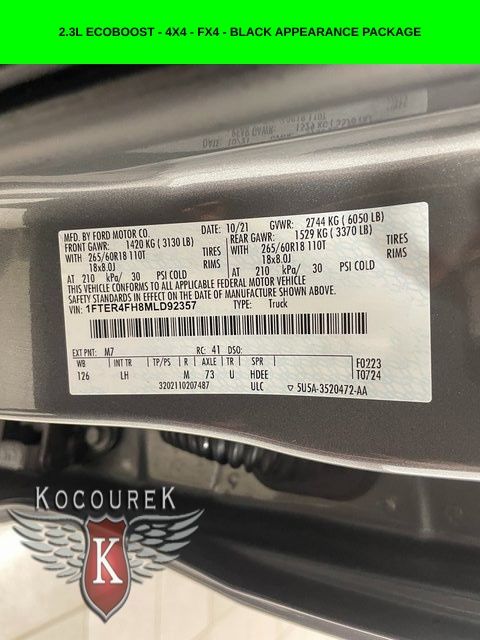 2.3L ECOBOOST - 4X4 - FX4 - BLACK APPEARANCE PACKAGE
MFD. BY FORD MOTOR CO. DATE: 10/21 GVWR: 2744 KG ( 6050 LB)
FRONT GAWR: 1420 KG ( 3130 LB) REAR GAWR: 1529 KG ( 3370 LB)
WITH 265/60R18 110T TIRES WITH 265/60R18 110T TIRES
18x8.0J RIMS 18x8.0J RIMS
AT 210 kPa/ 30 PSI COLD AT 210 kPa/ 30 PSI COLD
THIS VEHICLE CONFORMS TO ALL APPLICABLE FEDERAL MOTOR VEHICLE
SAFETY STANDARDS IN EFFECT ON THE DATE OF MANUFACTURE SHOWN ABOVE.
VIN: 1FTER4FH8MLD92357 TYPE: Truck
EXT PNT: M7 RC: 41 DSO:
WB INT TR TP/PS R AXLE TR SPR F0223
126 LH M 73 U HDEE T0724
3202110207487 ULC ▽ 5U5A-3520472-AA
KOCOUREK
K